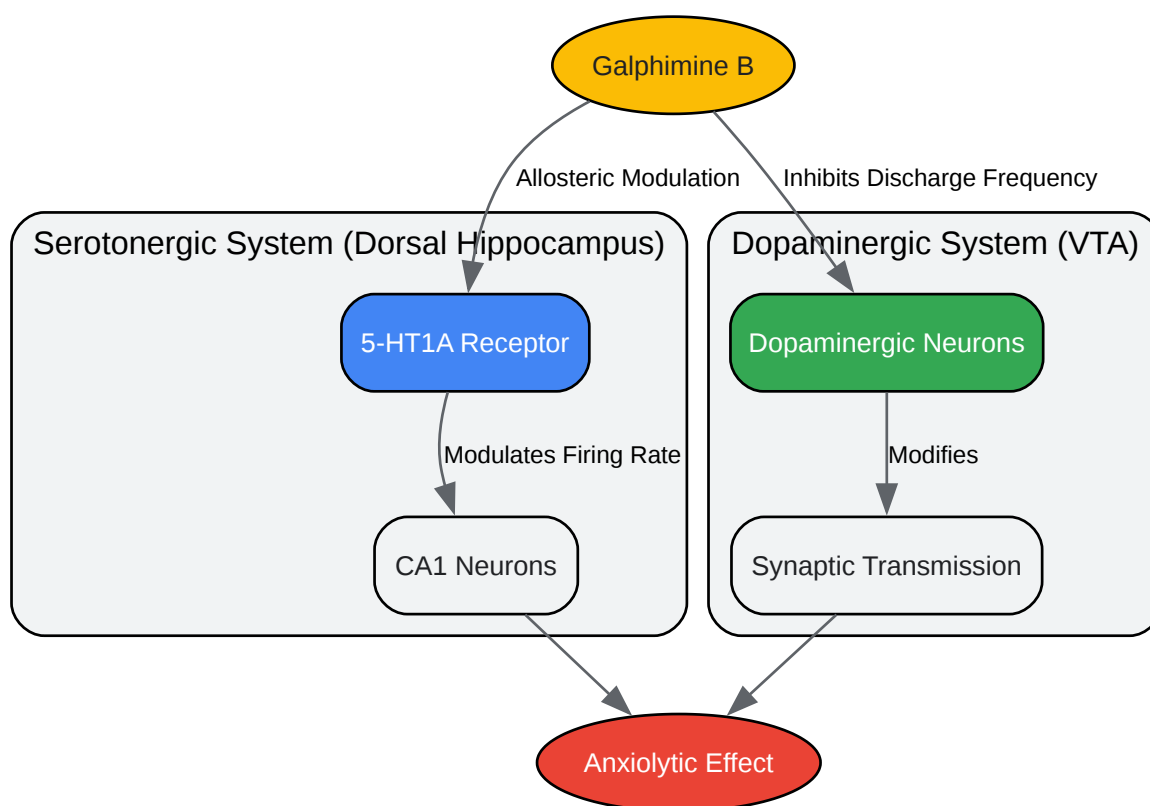 Galphimine B
Allosteric Modulation
Inhibits Discharge Frequency
Serotonergic System (Dorsal Hippocampus)
Dopaminergic System (VTA)
5-HT1A Receptor
Dopaminergic Neurons
Modulates Firing Rate
Modifies
CA1 Neurons
Synaptic Transmission
Anxiolytic Effect